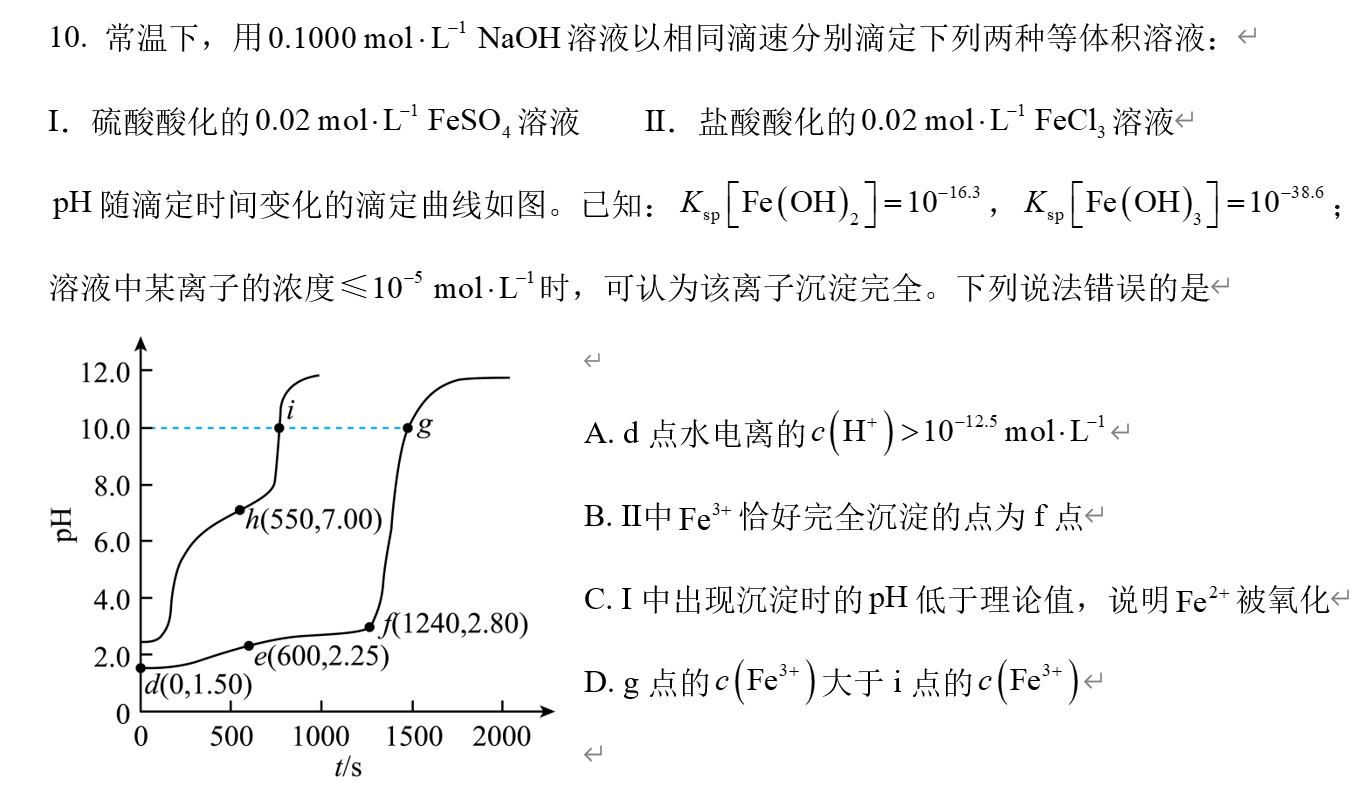 10. 常温下，用0.1000 mol·L⁻¹ NaOH溶液以相同滴速分别滴定下列两种等体积溶液：↵
I. 硫酸酸化的0.02 mol·L⁻¹ FeSO₄溶液 II. 盐酸酸化的0.02 mol·L⁻¹ FeCl₃溶液↵
pH随滴定时间变化的滴定曲线如图。已知：Ksp[Fe(OH)₂]=10⁻¹⁶·³，Ksp[Fe(OH)₃]=10⁻³⁸·⁶；
溶液中某离子的浓度≤10⁻⁵ mol·L⁻¹时，可认为该离子沉淀完全。下列说法错误的是↵
↵
A. d点水电离的c(H⁺)>10⁻¹²·⁵ mol·L⁻¹↵
B. II中Fe³⁺恰好完全沉淀的点为f点↵
C. I中出现沉淀时的pH低于理论值，说明Fe²⁺被氧化↵
D. g点的c(Fe³⁺)大于i点的c(Fe³⁺)↵
↵
pH
12.0
10.0
8.0
6.0
4.0
2.0
0
i
g
h(550,7.00)
f(1240,2.80)
e(600,2.25)
d(0,1.50)
0 500 1000 1500 2000
t/s